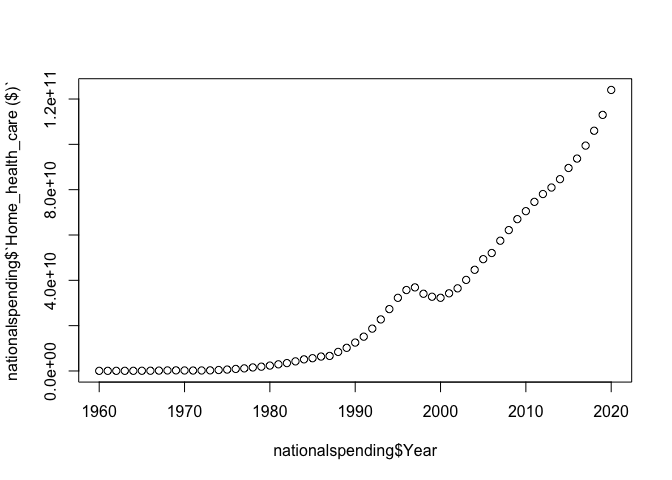 nationalspending$`Home_health_care ($)`
1.2e+11
8.0e+10
4.0e+10
0.0e+00
1960 1970 1980 1990 2000 2010 2020
nationalspending$Year